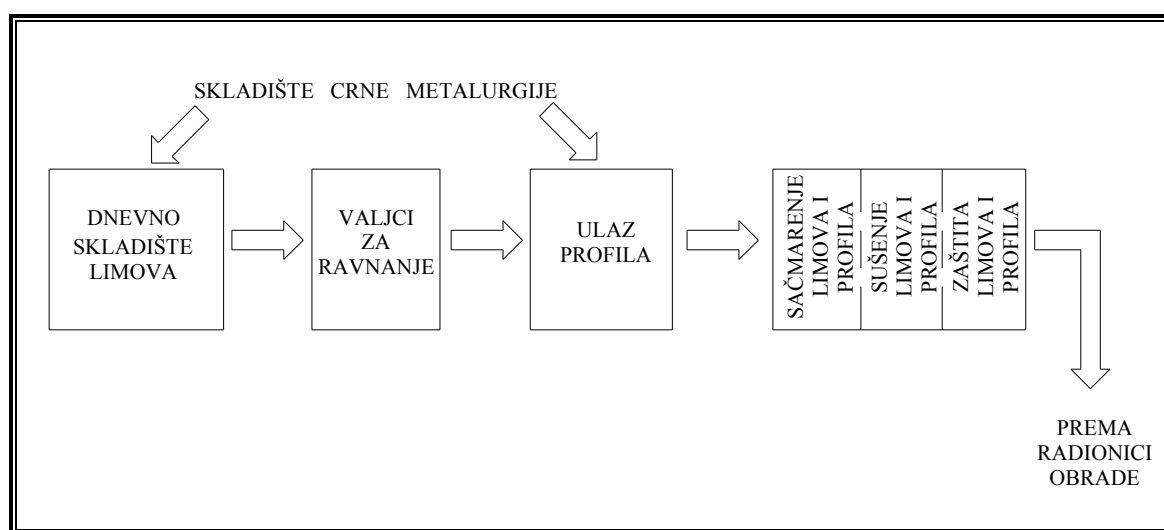 SKLADIŠTE CRNE METALURGIJE
DNEVNO
SKLADIŠTE
LIMOVA
VALJCI
ZA
RAVNANJE
ULAZ
PROFILA
SAČMARENJE
LIMOVA I
PROFILA
SUŠENJE
LIMOVA I
PROFILA
ZAŠTITA
LIMOVA I
PROFILA
PREMA
RADIONICI
OBRADE